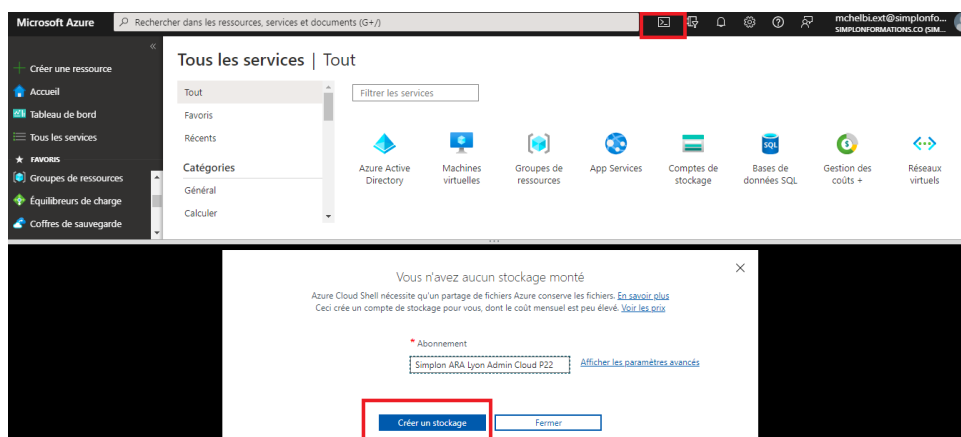 Microsoft Azure
Rechercher dans les ressources, services et documents (G+/)
mchelbi.ext@simplonfo...
SIMPLONFORMATIONS.CO (SIM...
«
Créer une ressource
Accueil
Tableau de bord
Tous les services
FAVORIS
Groupes de ressources
Équilibreurs de charge
Coffres de sauvegarde
Tous les services | Tout
Tout
Favoris
Récents
Catégories
Général
Calculer
Filtrer les services
Azure Active
Directory
Machines
virtuelles
Groupes de
ressources
App Services
Comptes de
stockage
SQL
Bases de
données SQL
Gestion des
coûts +
Réseaux
virtuels
Vous n'avez aucun stockage monté
Azure Cloud Shell nécessite qu'un partage de fichiers Azure conserve les fichiers. En savoir plus
Ceci crée un compte de stockage pour vous, dont le coût mensuel est peu élevé. Voir les prix
* Abonnement
Simplon ARA Lyon Admin Cloud P22
Afficher les paramètres avancés
Créer un stockage
Fermer